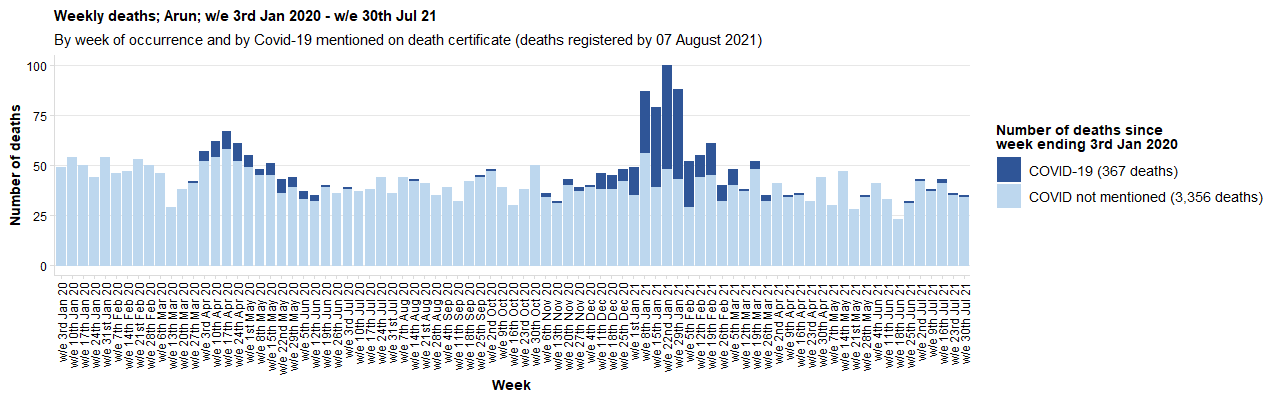 Weekly deaths; Arun; w/e 3rd Jan 2020 - w/e 30th Jul 21
By week of occurrence and by Covid-19 mentioned on death certificate (deaths registered by 07 August 2021)
Number of deaths
100
75
50
25
0
w/e 3rd Jan 20
w/e 10th Jan 20
w/e 17th Jan 20
w/e 24th Jan 20
w/e 31st Jan 20
w/e 7th Feb 20
w/e 14th Feb 20
w/e 21st Feb 20
w/e 28th Feb 20
w/e 6th Mar 20
w/e 13th Mar 20
w/e 20th Mar 20
w/e 27th Mar 20
w/e 3rd Apr 20
w/e 10th Apr 20
w/e 17th Apr 20
w/e 24th Apr 20
w/e 1st May 20
w/e 8th May 20
w/e 15th May 20
w/e 22nd May 20
w/e 29th May 20
w/e 5th Jun 20
w/e 12th Jun 20
w/e 19th Jun 20
w/e 26th Jun 20
w/e 3rd Jul 20
w/e 10th Jul 20
w/e 17th Jul 20
w/e 24th Jul 20
w/e 31st Jul 20
w/e 7th Aug 20
w/e 14th Aug 20
w/e 21st Aug 20
w/e 28th Aug 20
w/e 4th Sep 20
w/e 11th Sep 20
w/e 18th Sep 20
w/e 25th Sep 20
w/e 2nd Oct 20
w/e 9th Oct 20
w/e 16th Oct 20
w/e 23rd Oct 20
w/e 30th Oct 20
w/e 6th Nov 20
w/e 13th Nov 20
w/e 20th Nov 20
w/e 27th Nov 20
w/e 4th Dec 20
w/e 11th Dec 20
w/e 18th Dec 20
w/e 25th Dec 20
w/e 1st Jan 21
w/e 8th Jan 21
w/e 15th Jan 21
w/e 22nd Jan 21
w/e 29th Jan 21
w/e 5th Feb 21
w/e 12th Feb 21
w/e 19th Feb 21
w/e 26th Feb 21
w/e 5th Mar 21
w/e 12th Mar 21
w/e 19th Mar 21
w/e 26th Mar 21
w/e 2nd Apr 21
w/e 9th Apr 21
w/e 16th Apr 21
w/e 23rd Apr 21
w/e 30th Apr 21
w/e 7th May 21
w/e 14th May 21
w/e 21st May 21
w/e 28th May 21
w/e 4th Jun 21
w/e 11th Jun 21
w/e 18th Jun 21
w/e 25th Jun 21
w/e 2nd Jul 21
w/e 9th Jul 21
w/e 16th Jul 21
w/e 23rd Jul 21
w/e 30th Jul 21
Week
Number of deaths since
week ending 3rd Jan 2020
COVID-19 (367 deaths)
COVID not mentioned (3,356 deaths)